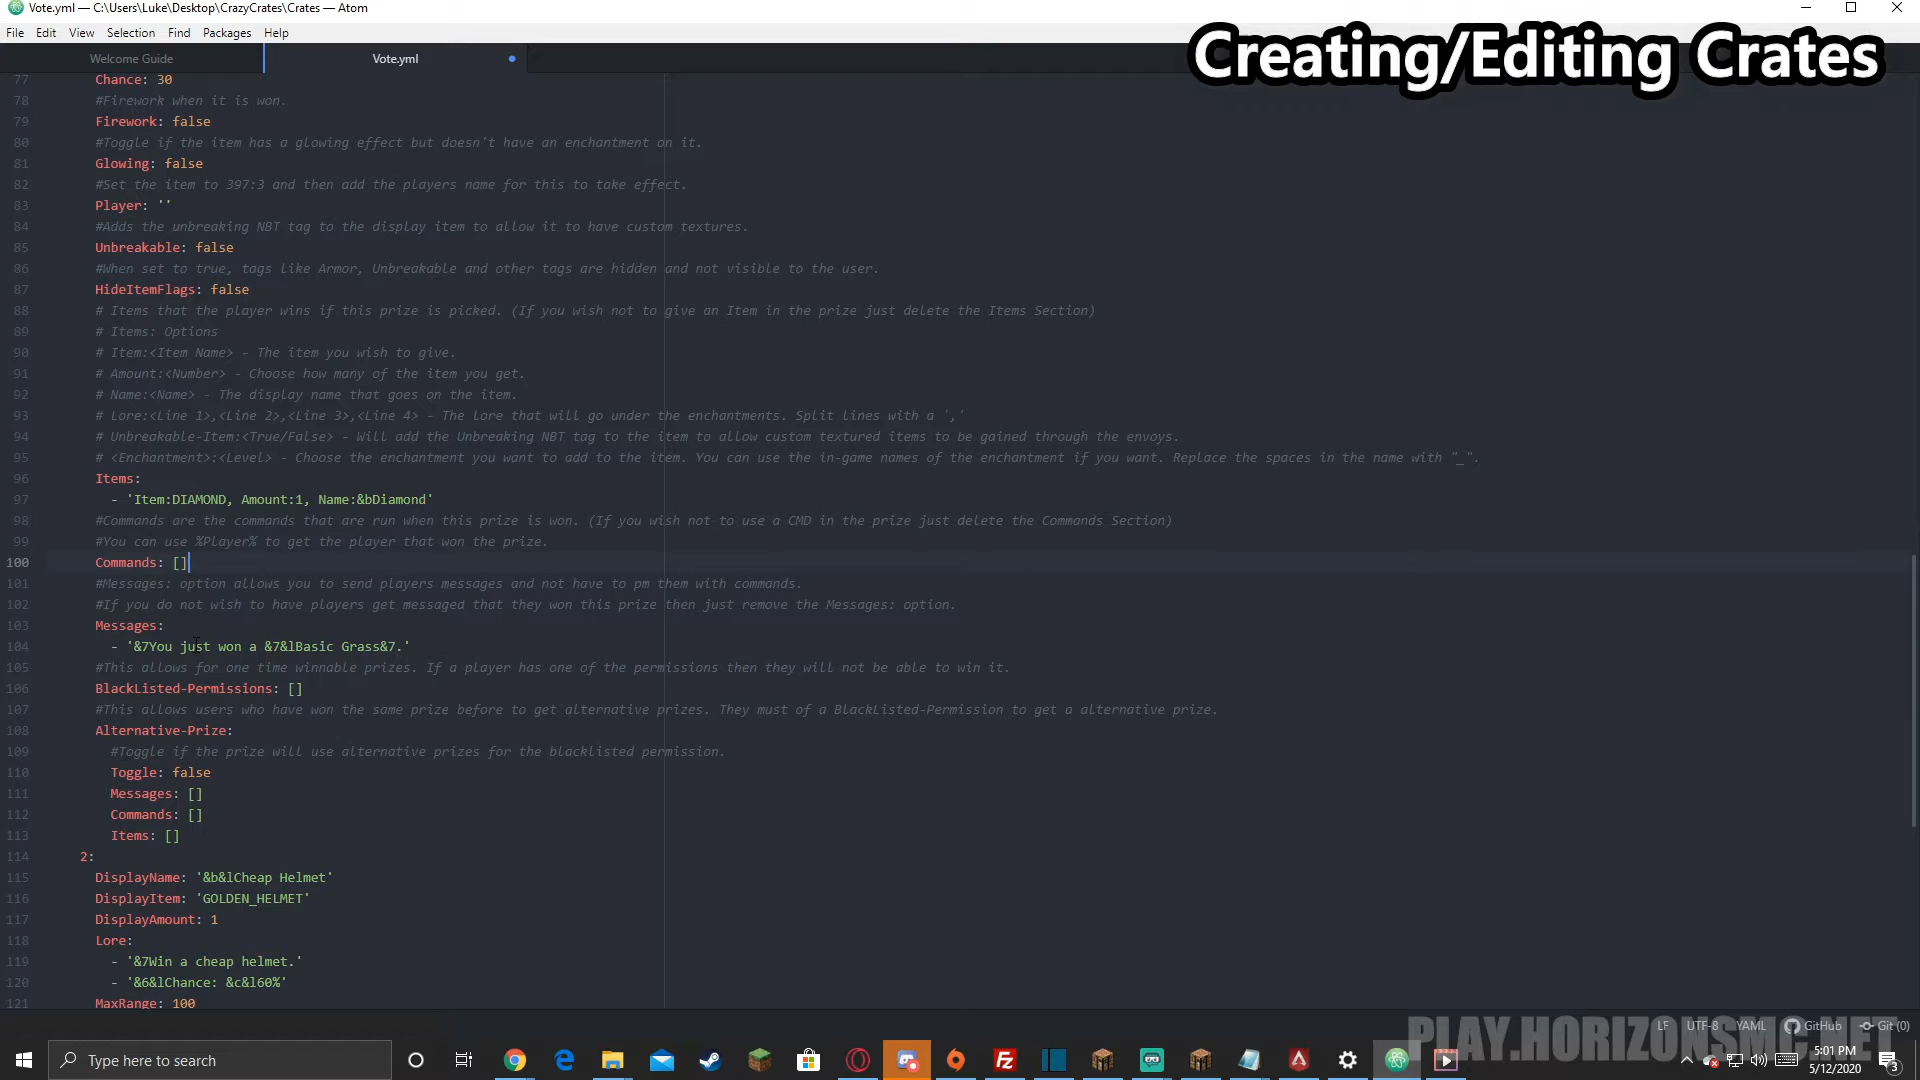 Vote.yml — C:\Users\Luke\Desktop\CrazyCrates\Crates — Atom
File Edit View Selection Find Packages Help
Creating/Editing Crates
Welcome Guide
Vote.yml
77 Chance: 30
78 #Firework when it is won.
79 Firework: false
80 #Toggle if the item has a glowing effect but doesn't have an enchantment on it.
81 Glowing: false
82 #Set the item to 397:3 and then add the players name for this to take effect.
83 Player: ''
84 #Adds the unbreaking NBT tag to the display item to allow it to have custom textures.
85 Unbreakable: false
86 #When set to true, tags like Armor, Unbreakable and other tags are hidden and not visible to the user.
87 HideItemFlags: false
88 # Items that the player wins if this prize is picked. (If you wish not to give an Item in the prize just delete the Items Section)
89 # Items: Options
90 # Item:<Item Name> - The item you wish to give.
91 # Amount:<Number> - Choose how many of the item you get.
92 # Name:<Name> - The display name that goes on the item.
93 # Lore:<Line 1>,<Line 2>,<Line 3>,<Line 4> - The Lore that will go under the enchantments. Split lines with a ','
94 # Unbreakable-Item:<True/False> - Will add the Unbreaking NBT tag to the item to allow custom textured items to be gained through the envoys.
95 # <Enchantment>:<Level> - Choose the enchantment you want to add to the item. You can use the in-game names of the enchantment if you want. Replace the spaces in the name with "_".
96 Items:
97 - 'Item:DIAMOND, Amount:1, Name:&bDiamond'
98 #Commands are the commands that are run when this prize is won. (If you wish not to use a CMD in the prize just delete the Commands Section)
99 #You can use %Player% to get the player that won the prize.
100 Commands: []
101 #Messages: option allows you to send players messages and not have to pm them with commands.
102 #If you do not wish to have players get messaged that they won this prize then just remove the Messages: option.
103 Messages:
104 - '&7You just won a &7&lBasic Grass&7.'
105 #This allows for one time winnable prizes. If a player has one of the permissions then they will not be able to win it.
106 BlackListed-Permissions: []
107 #This allows users who have won the same prize before to get alternative prizes. They must of a BlackListed-Permission to get a alternative prize.
108 Alternative-Prize:
109 #Toggle if the prize will use alternative prizes for the blacklisted permission.
110 Toggle: false
111 Messages: []
112 Commands: []
113 Items: []
114 2:
115 DisplayName: '&b&lCheap Helmet'
116 DisplayItem: 'GOLDEN_HELMET'
117 DisplayAmount: 1
118 Lore:
119 - '&7Win a cheap helmet.'
120 - '&6&lChance: &c&l60%'
121 MaxRange: 100
LF UTF-8 YAML GitHub Git (0)
PLAY.HORIZONSMC.NET
Type here to search
5:01 PM
5/12/2020
3